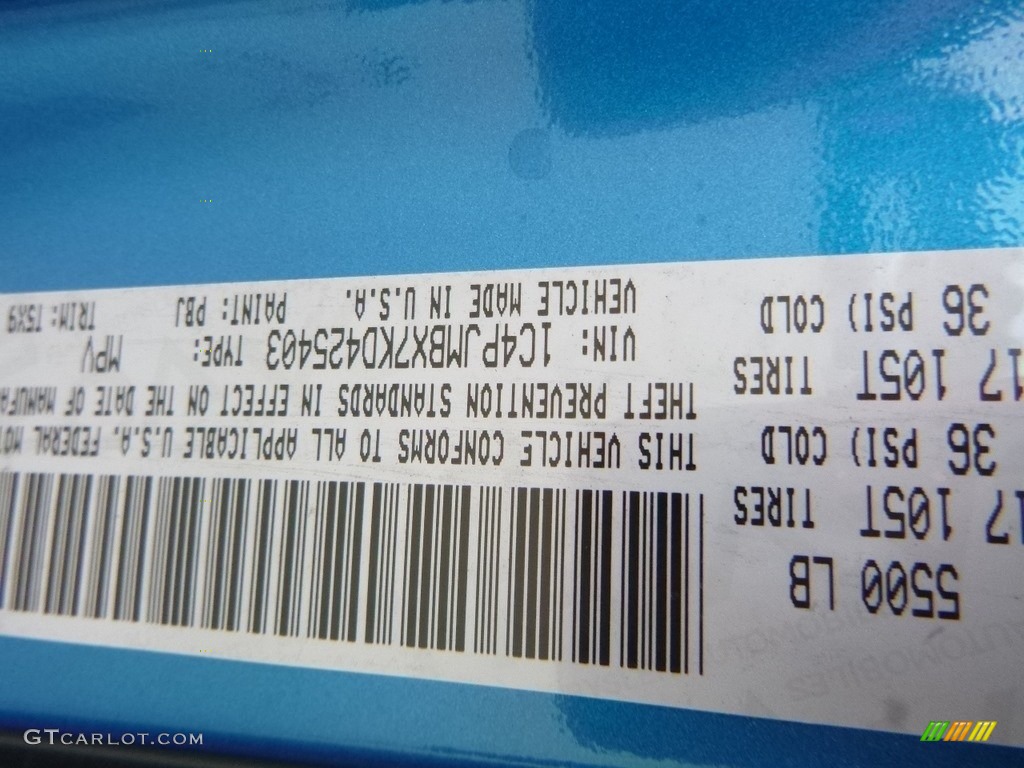 5500 LB
17 105T TIRES
36 PSI) COLD
17 105T TIRES
36 PSI) COLD
THIS VEHICLE CONFORMS TO ALL APPLICABLE U.S.A. FEDERAL MOT
THEFT PREVENTION STANDARDS IN EFFECT ON THE DATE OF MANUFA
VIN: 1C4PJMBX7KD425403 TYPE: MPV
VEHICLE MADE IN U.S.A. PAINT: PBJ TRIM: T5X9
GTCARLOT.COM